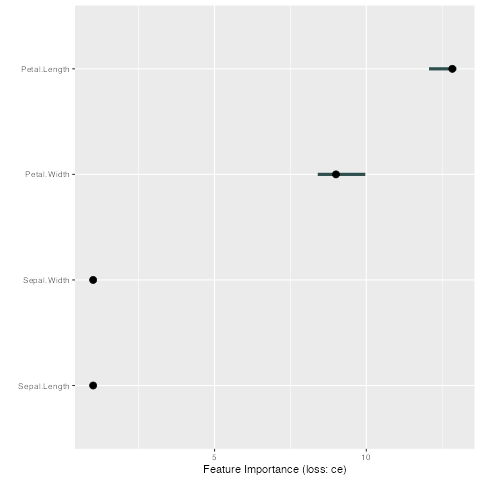 Petal.Length
Petal.Width
Sepal.Width
Sepal.Length
5 10
Feature Importance (loss: ce)